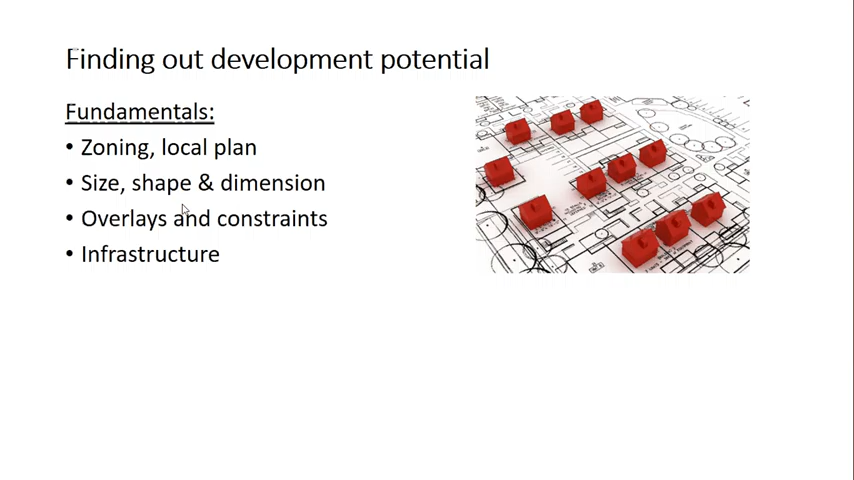 Finding out development potential
Fundamentals:
• Zoning, local plan
• Size, shape & dimension
• Overlays and constraints
• Infrastructure